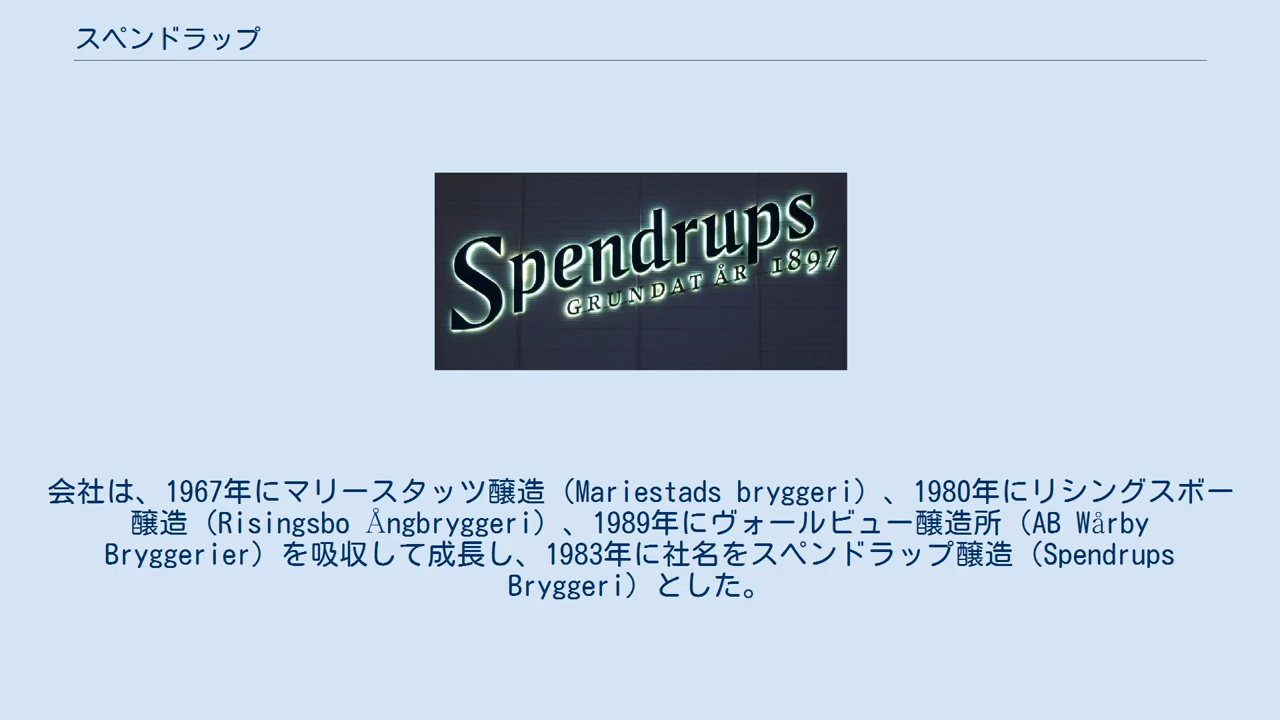 スペンドラップ
Spendrups
GRUNDAT ÅR 1897
会社は、1967年にマリースタッツ醸造（Mariestads bryggeri）、1980年にリシングスボー
醸造（Risingsbo Ångbryggeri）、1989年にヴォールビュー醸造所（AB Wårby
Bryggerier）を吸収して成長し、1983年に社名をスペンドラップ醸造（Spendrups
Bryggeri）とした。